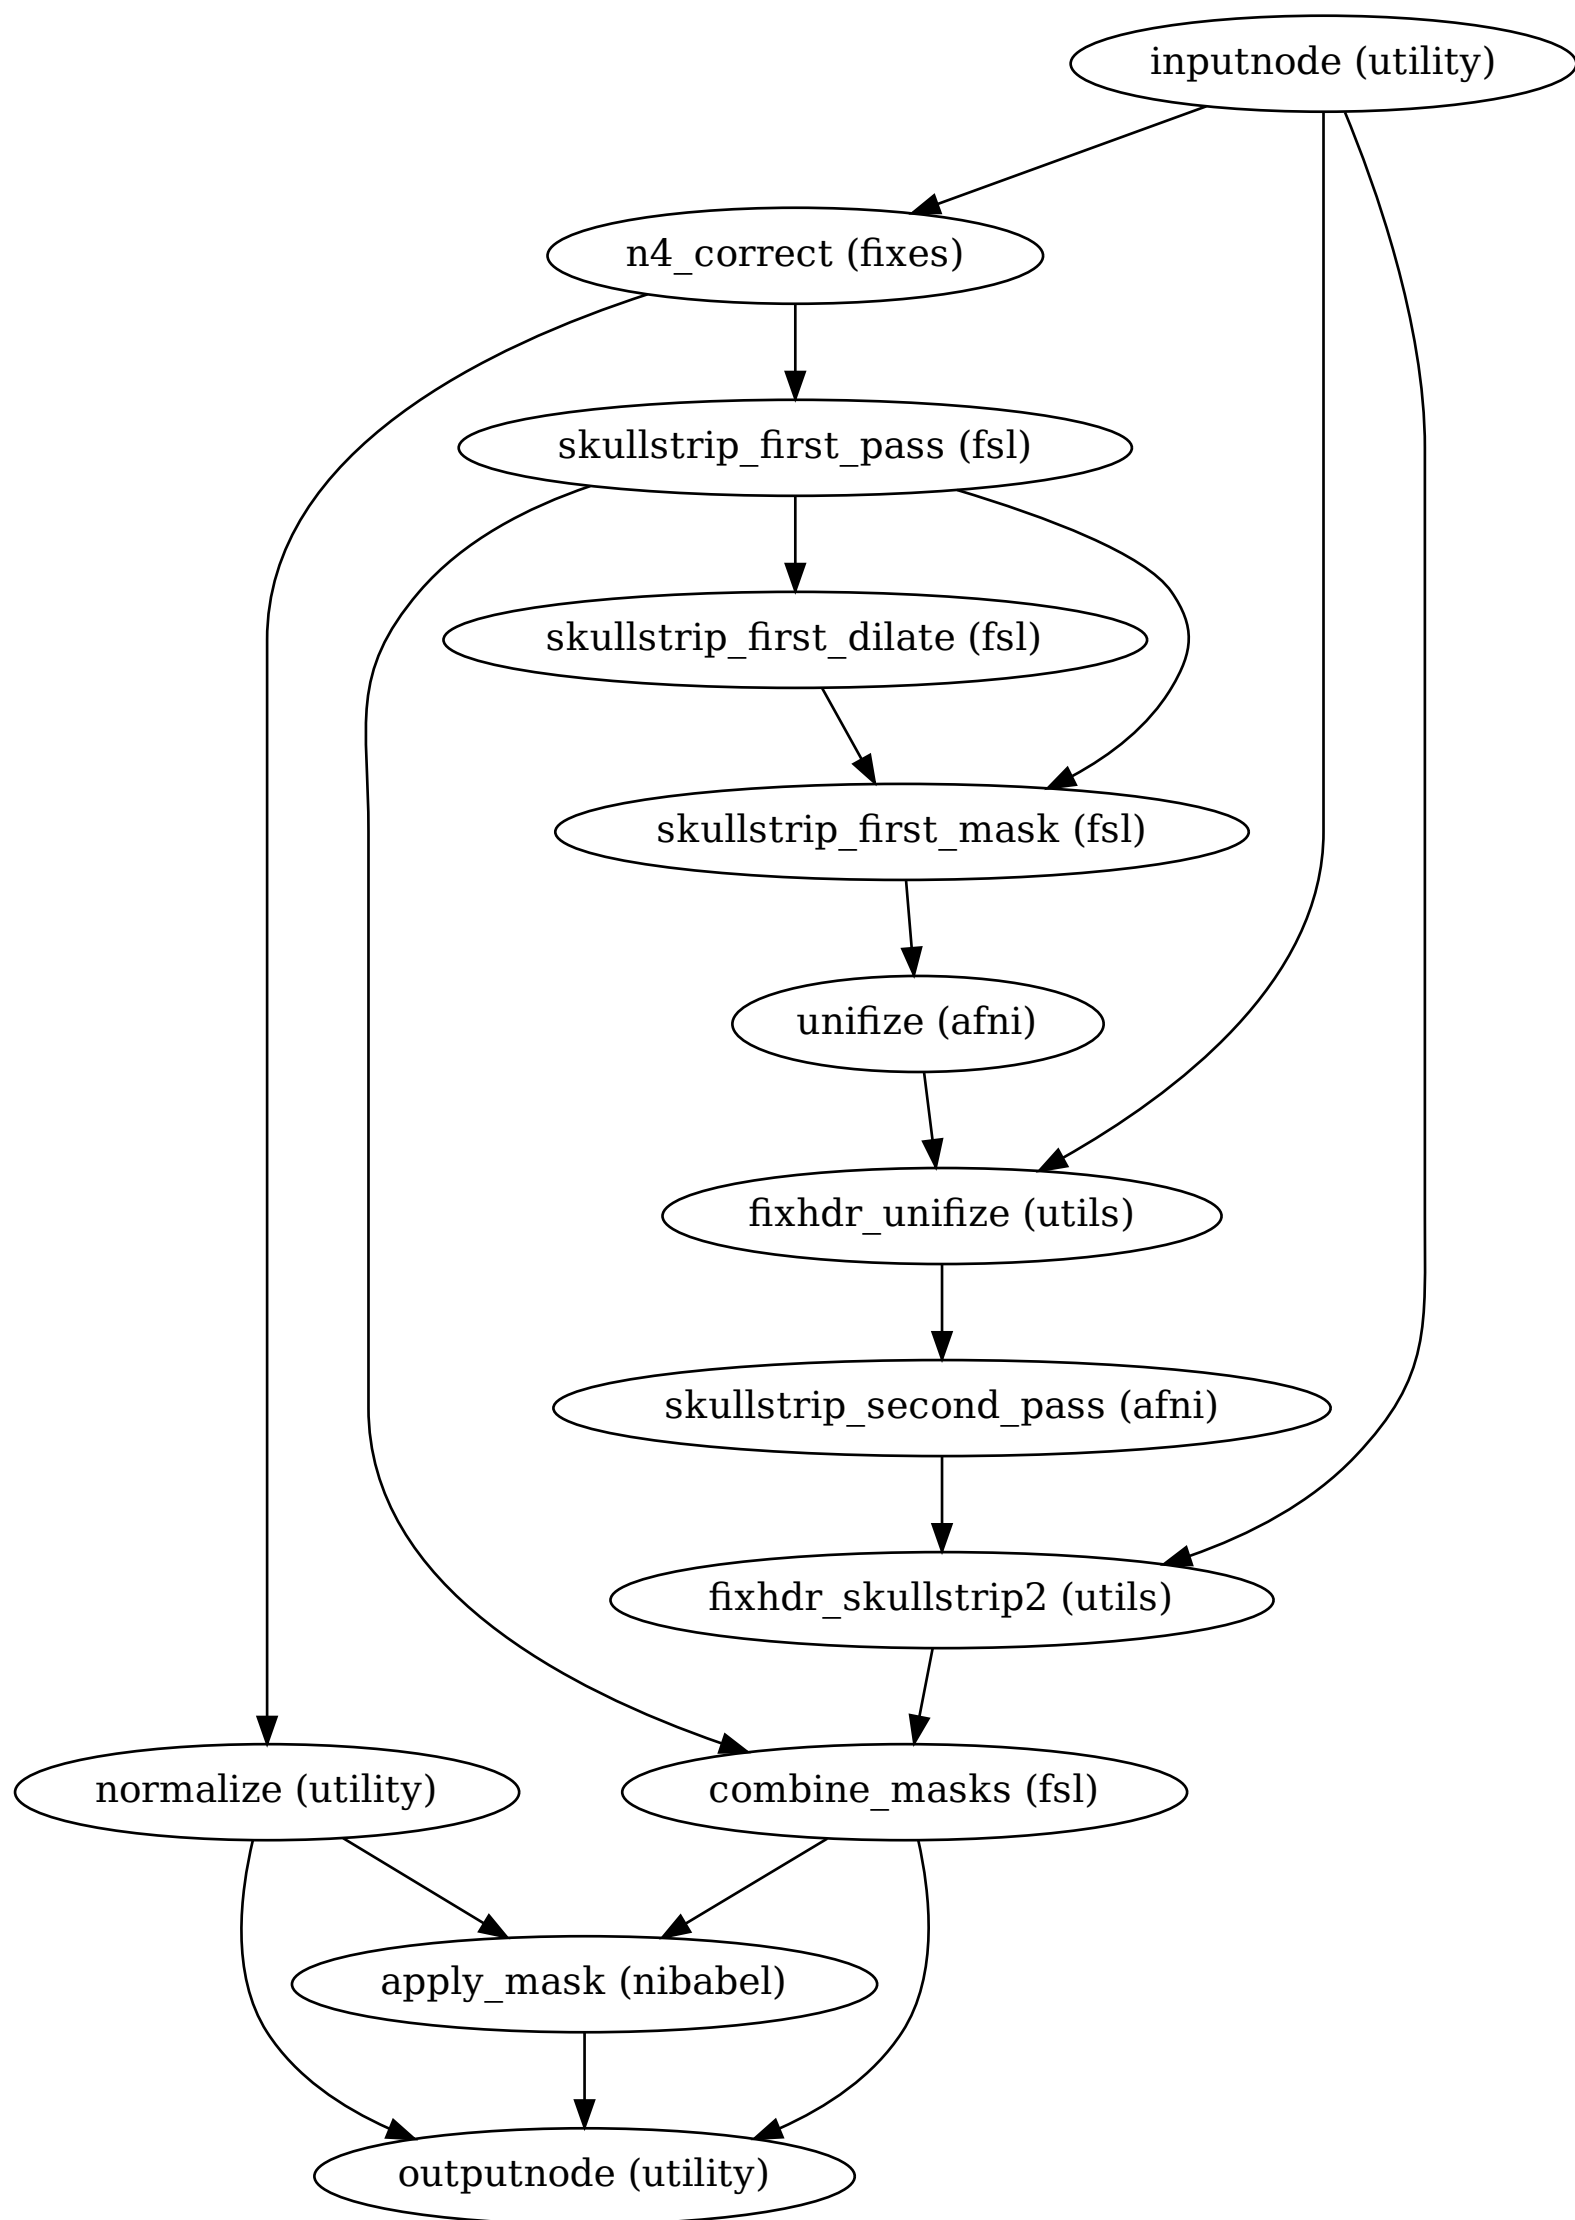 inputnode (utility)
n4_correct (fixes)
skullstrip_first_pass (fsl)
skullstrip_first_dilate (fsl)
skullstrip_first_mask (fsl)
unifize (afni)
fixhdr_unifize (utils)
skullstrip_second_pass (afni)
fixhdr_skullstrip2 (utils)
normalize (utility)
combine_masks (fsl)
apply_mask (nibabel)
outputnode (utility)